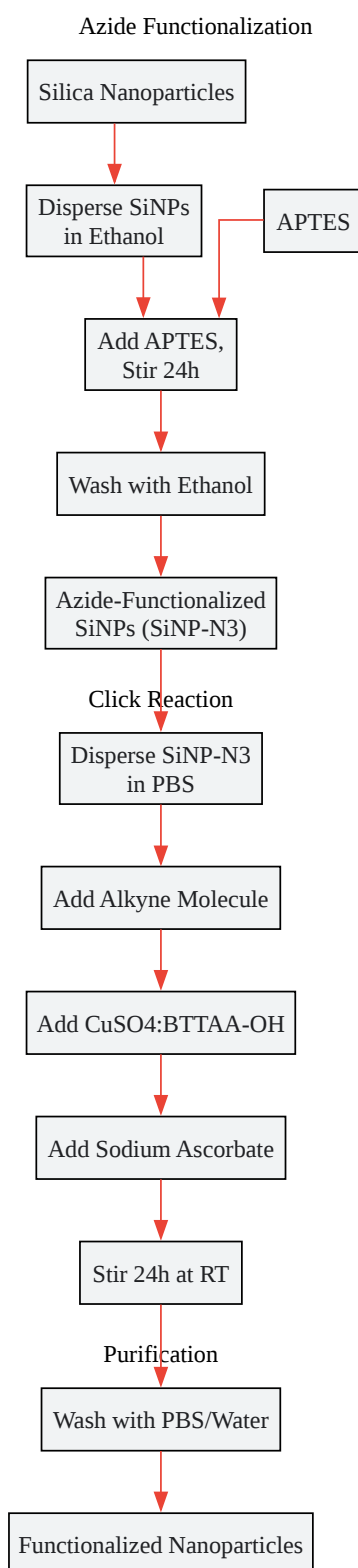 Azide Functionalization
Silica Nanoparticles
Disperse SiNPs
in Ethanol
APTES
Add APTES,
Stir 24h
Wash with Ethanol
Azide-Functionalized
SiNPs (SiNP-N3)
Click Reaction
Disperse SiNP-N3
in PBS
Add Alkyne Molecule
Add CuSO4:BTTAA-OH
Add Sodium Ascorbate
Stir 24h at RT
Purification
Wash with PBS/Water
Functionalized Nanoparticles